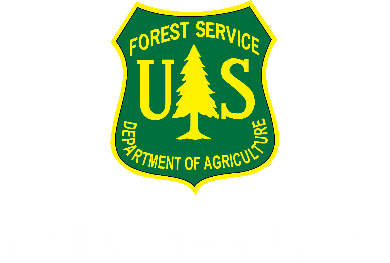 FOREST SERVICE
U S
DEPARTMENT OF AGRICULTURE